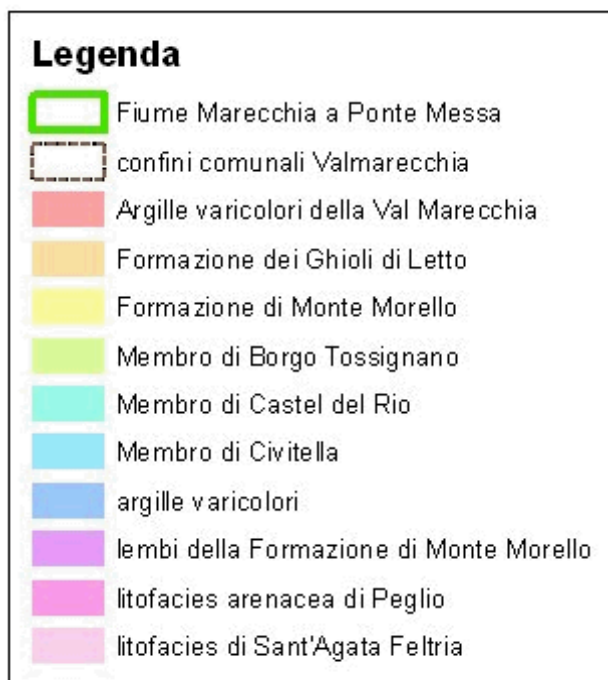 Legenda
Fiume Marecchia a Ponte Messa
confini comunali Valmarecchia
Argille varicolori della Val Marecchia
Formazione dei Ghioli di Letto
Formazione di Monte Morello
Membro di Borgo Tossignano
Membro di Castel del Rio
Membro di Civitella
argille varicolori
lembi della Formazione di Monte Morello
litofacies arenacea di Peglio
litofacies di Sant'Agata Feltria